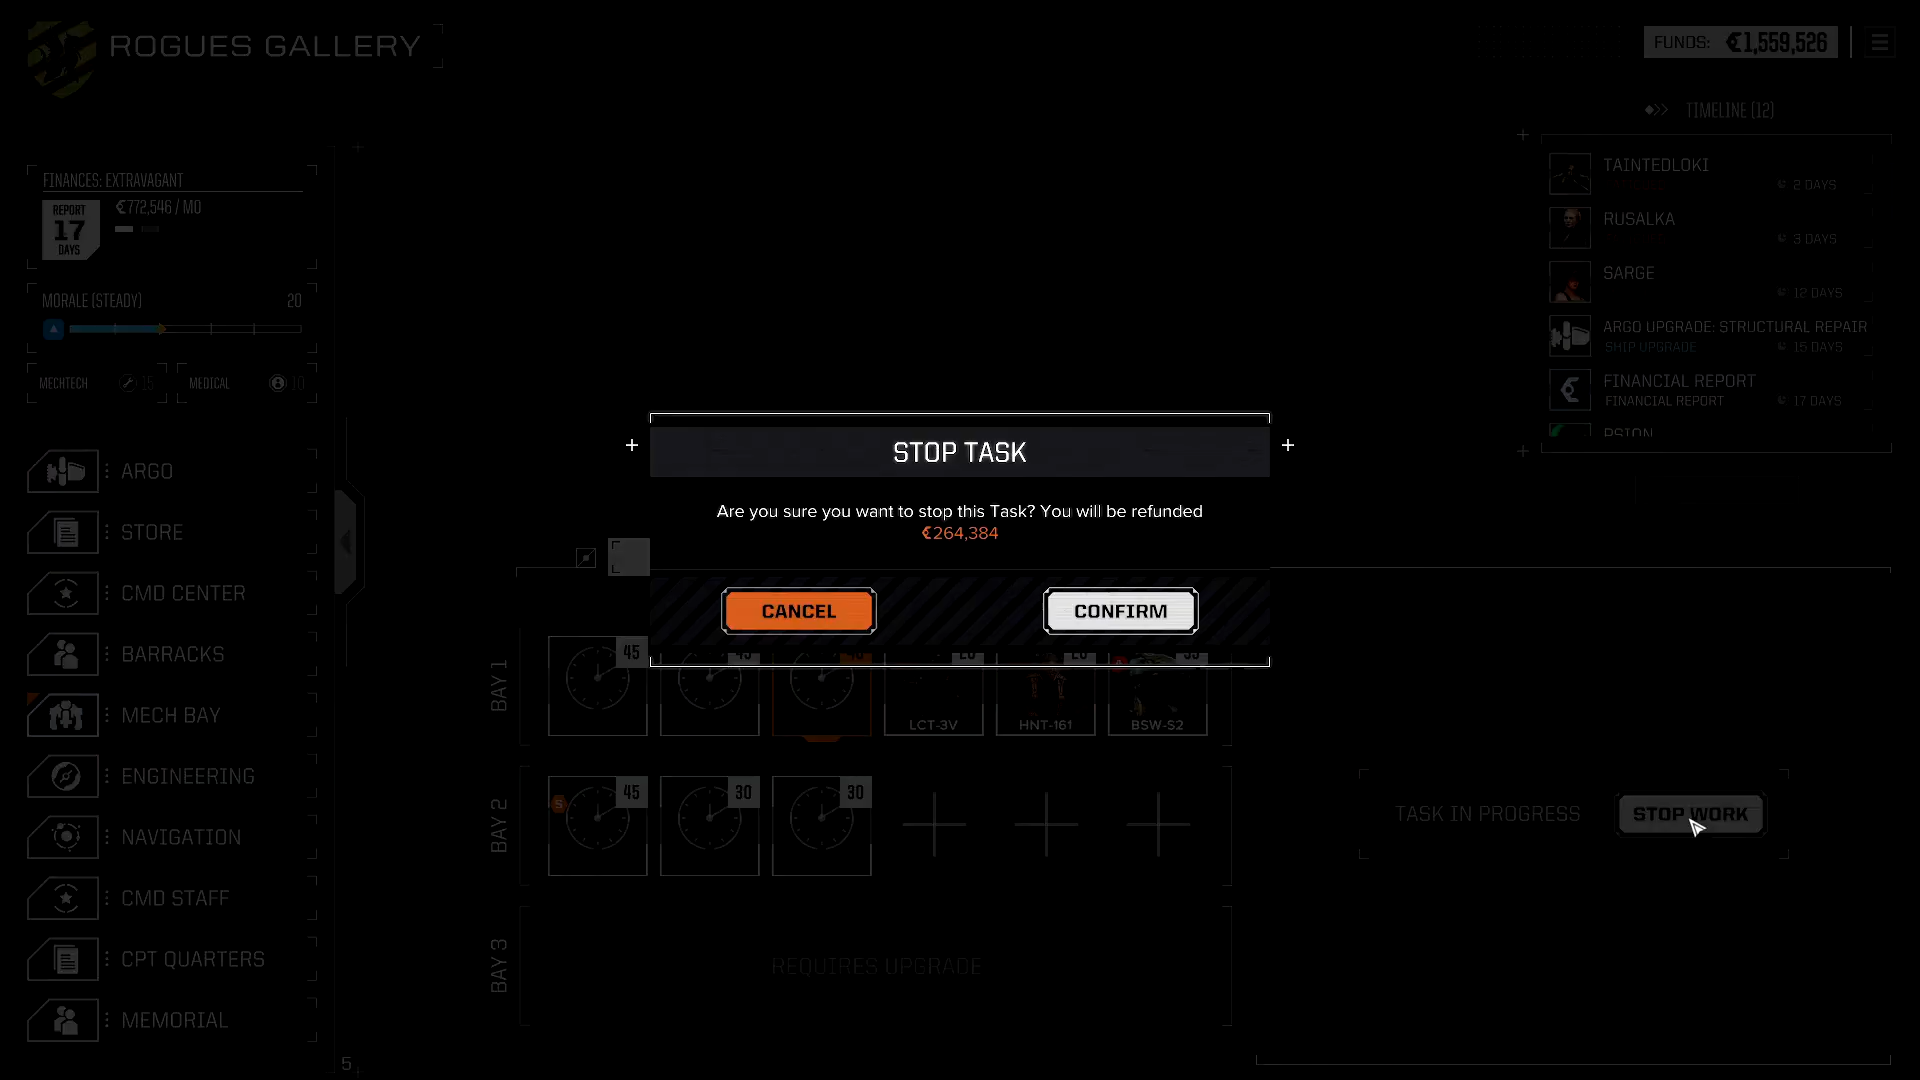 ROGUES GALLERY
FUNDS: ¢1,559,526
TIMELINE (12)
FINANCES: EXTRAVAGANT
REPORT
17
DAYS
¢772,546 / MO
MORALE (STEADY)
20
MECHTECH
15
MEDICAL
10
ARGO
STORE
CMD CENTER
BARRACKS
MECH BAY
ENGINEERING
NAVIGATION
CMD STAFF
CPT QUARTERS
MEMORIAL
5
TAINTEDLOKI
2 DAYS
RUSALKA
3 DAYS
SARGE
12 DAYS
ARGO UPGRADE: STRUCTURAL REPAIR
SHIP UPGRADE
15 DAYS
FINANCIAL REPORT
FINANCIAL REPORT
17 DAYS
PSION
STOP TASK
Are you sure you want to stop this Task? You will be refunded
¢264,384
CANCEL
CONFIRM
BAY 1
45
LCT-3V
HNT-161
BSW-S2
BAY 2
45
30
30
BAY 3
REQUIRES UPGRADE
TASK IN PROGRESS
STOP WORK